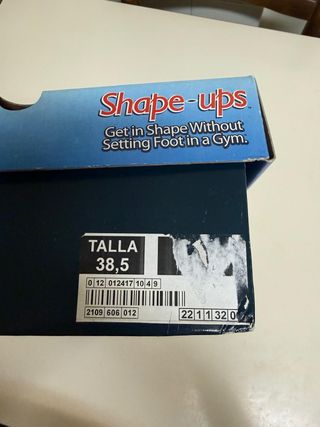 Shape-ups
Get in Shape Without
Setting Foot in a Gym.
TALLA
38,5
0 12 012417 10 4 9
2109 606 012
22 1 1 32 0